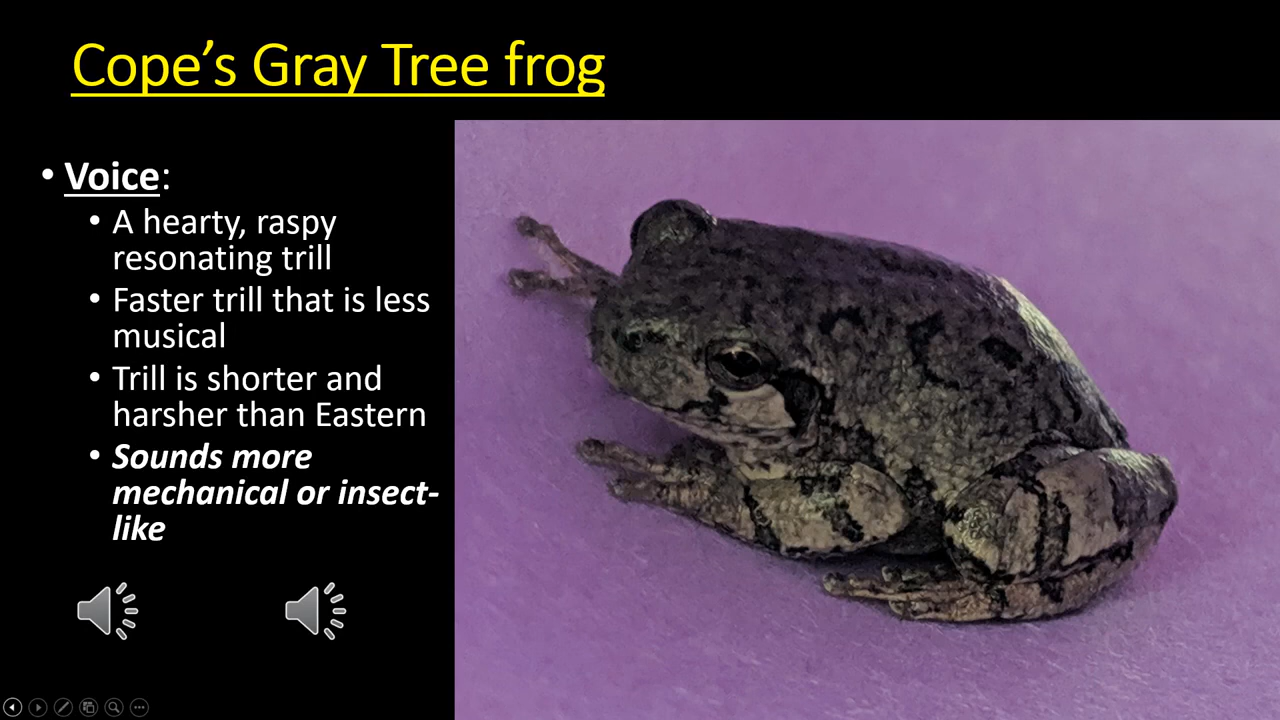 Cope’s Gray Tree frog
• Voice:
• A hearty, raspy
resonating trill
• Faster trill that is less
musical
• Trill is shorter and
harsher than Eastern
• Sounds more
mechanical or insect-
like